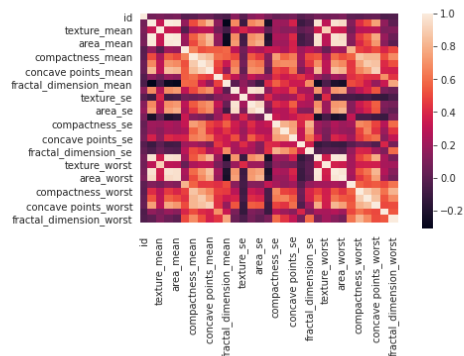 id
texture_mean
area_mean
compactness_mean
concave points_mean
fractal_dimension_mean
texture_se
area_se
compactness_se
concave points_se
fractal_dimension_se
texture_worst
area_worst
compactness_worst
concave points_worst
fractal_dimension_worst
id
texture_mean
area_mean
compactness_mean
concave points_mean
fractal_dimension_mean
texture_se
area_se
compactness_se
concave points_se
fractal_dimension_se
texture_worst
area_worst
compactness_worst
concave points_worst
fractal_dimension_worst
1.0
0.8
0.6
0.4
0.2
0.0
−0.2